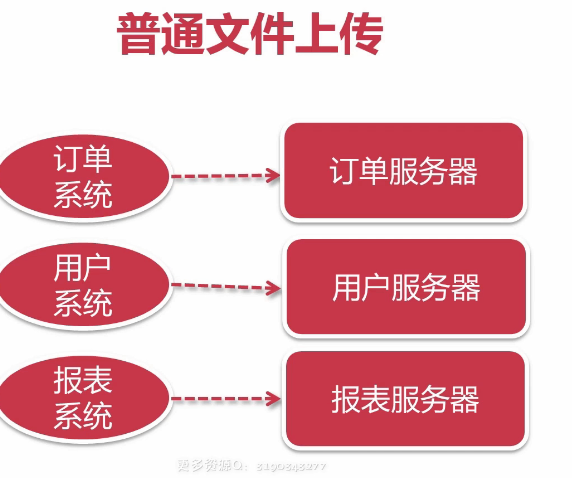 普通文件上传
订单
系统
订单服务器
用户
系统
用户服务器
报表
系统
报表服务器